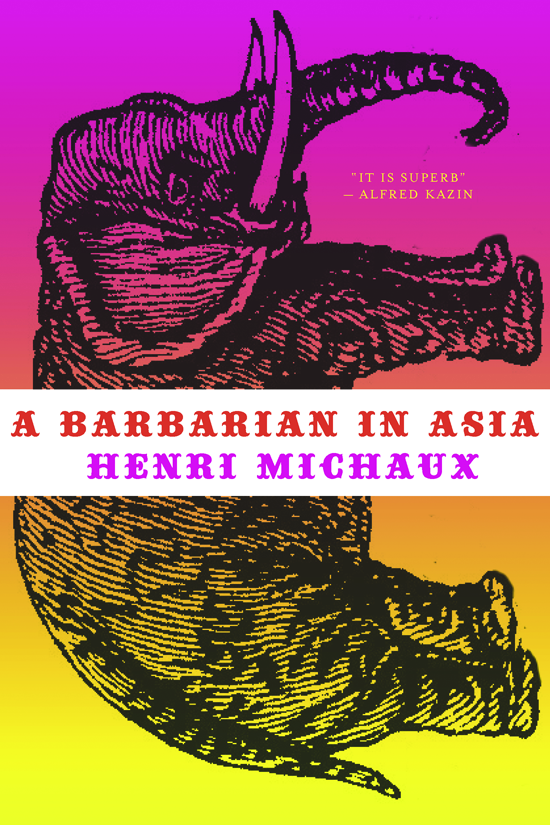 "IT IS SUPERB"
— ALFRED KAZIN
A BARBARIAN IN ASIA
HENRI MICHAUX